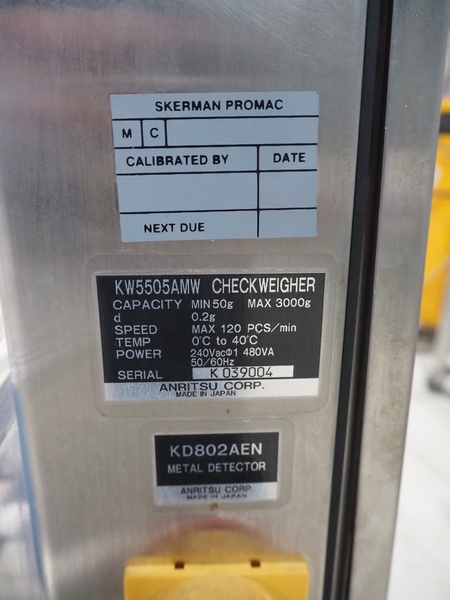 SKERMAN PROMAC
M C
CALIBRATED BY DATE
NEXT DUE
KW5505AMW CHECKWEIGHER
CAPACITY MIN 50g MAX 3000g
d 0.2g
SPEED MAX 120 PCS/min
TEMP 0°C to 40°C
POWER 240VacΦ1 480VA
50/60Hz
SERIAL K 039004
ANRITSU CORP.
MADE IN JAPAN
KD802AEN
METAL DETECTOR
ANRITSU CORP
MADE IN JAPAN